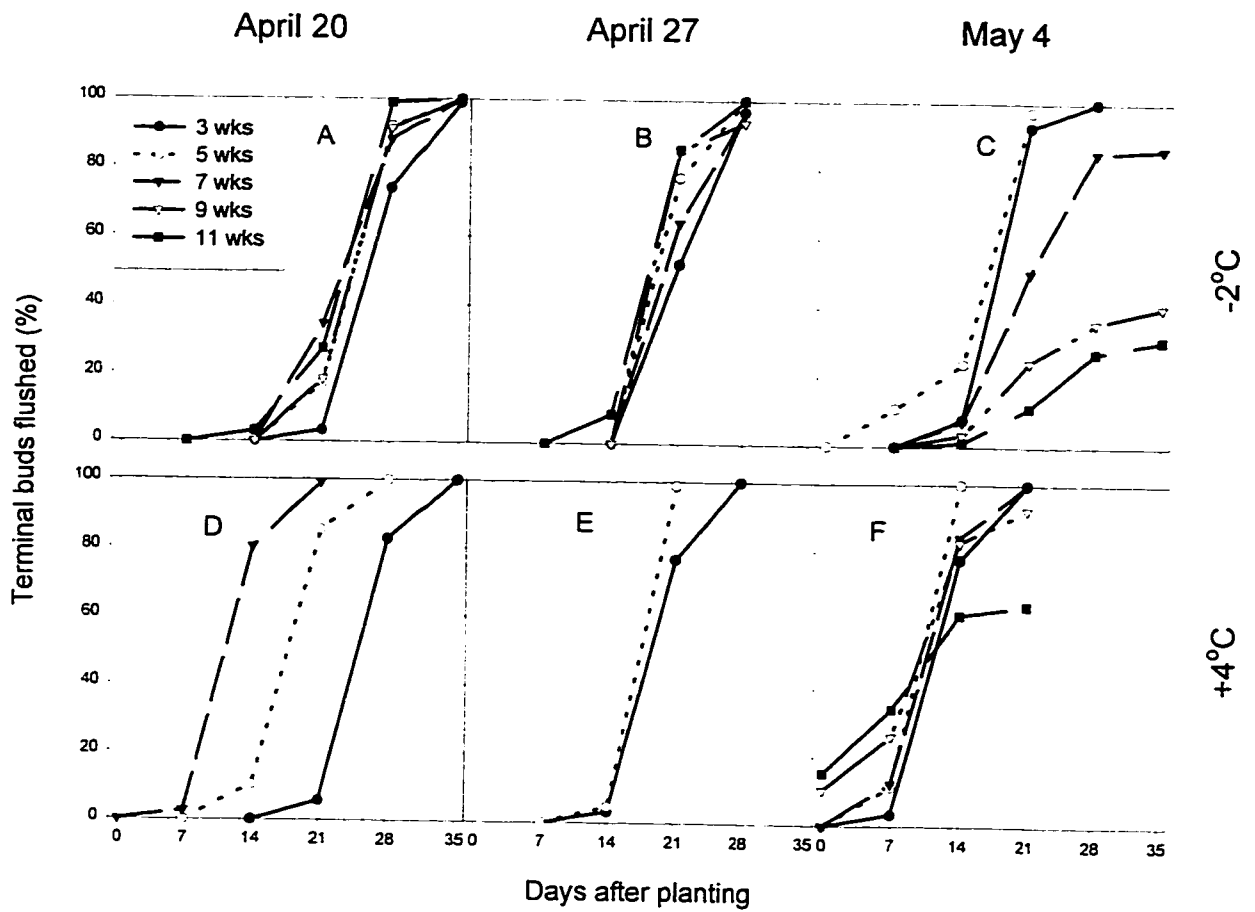 April 20 April 27 May 4
100 A B C
3 wks
5 wks
80
7 wks
9 wks
60
11 wks
40
20
0
-2°C
Terminal buds flushed (%)
100
D E F
80
60
40
20
0
+4°C
0 7 14 21 28 35 0 7 14 21 28 35 0 7 14 21 28 35
Days after planting